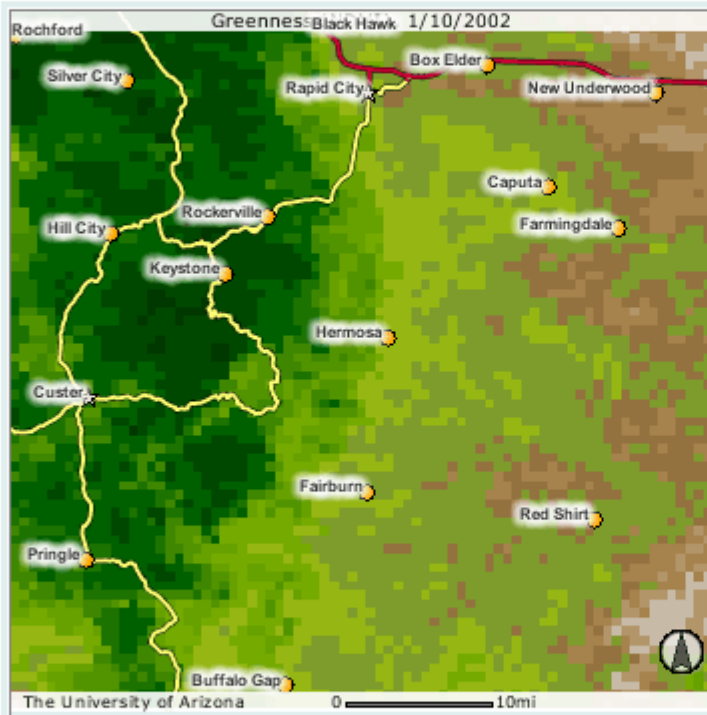 Greenness 1/10/2002
Black Hawk
Rochford
Box Elder
Silver City
Rapid City
New Underwood
Caputa
Rockerville
Farmingdale
Hill City
Keystone
Hermosa
Custer
Fairburn
Red Shirt
Pringle
Buffalo Gap
The University of Arizona 0 10mi